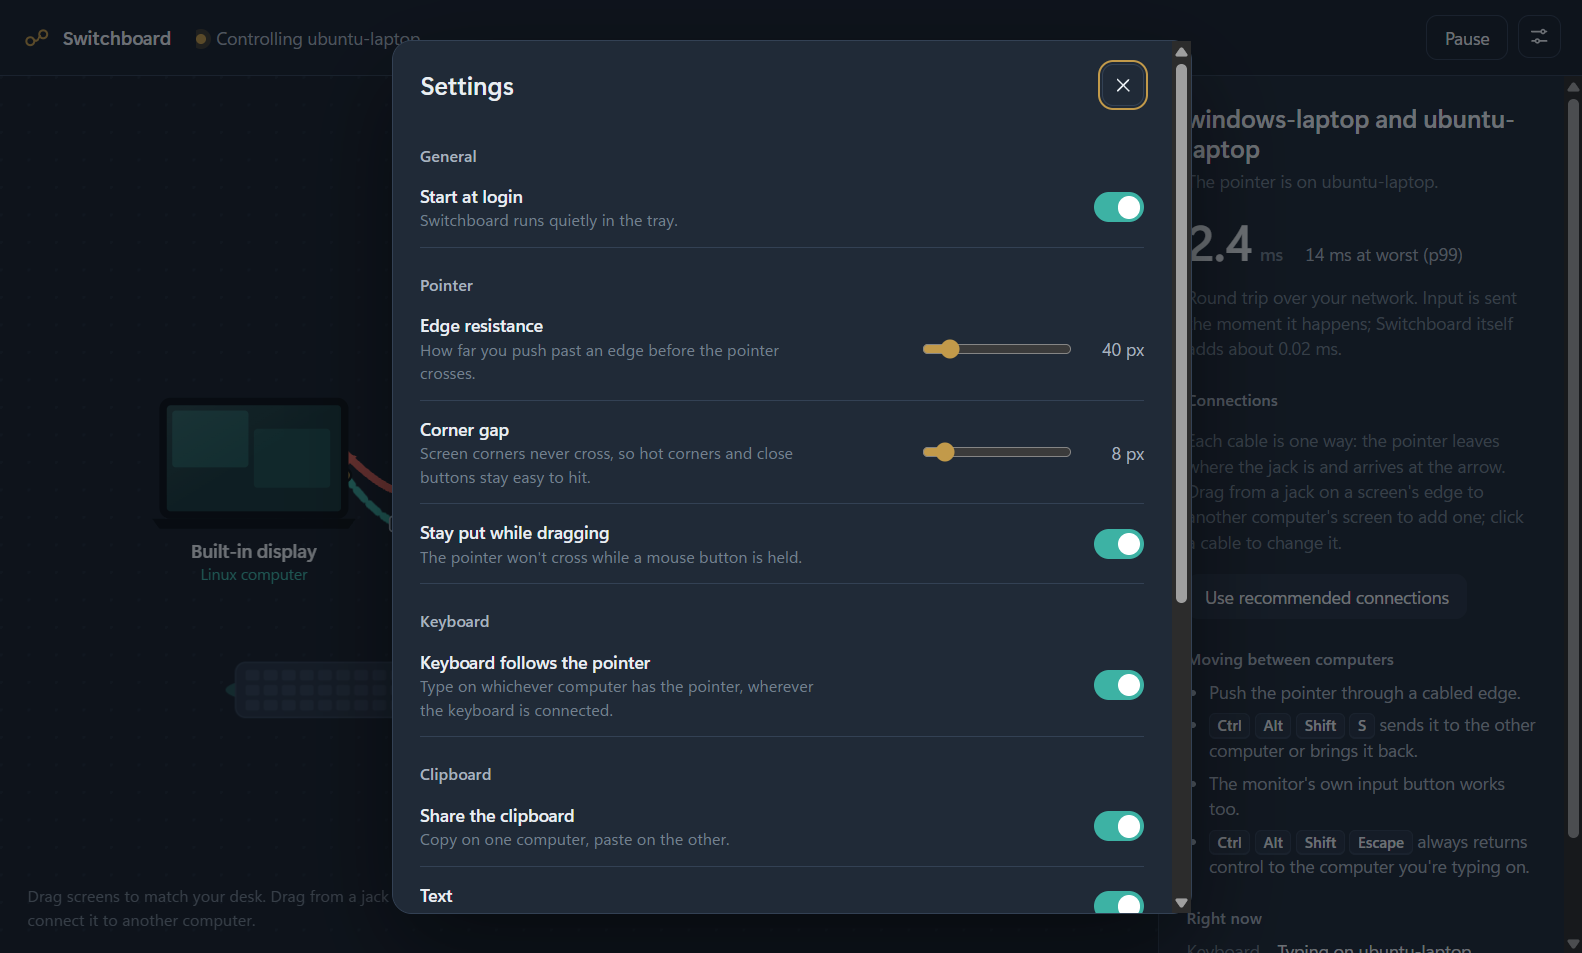 Switchboard
Controlling ubuntu-laptop
Pause
Settings
General
Start at login
Switchboard runs quietly in the tray.
Pointer
Edge resistance
How far you push past an edge before the pointer
crosses.
40 px
Corner gap
Screen corners never cross, so hot corners and close
buttons stay easy to hit.
8 px
Stay put while dragging
The pointer won't cross while a mouse button is held.
Keyboard
Keyboard follows the pointer
Type on whichever computer has the pointer, wherever
the keyboard is connected.
Clipboard
Share the clipboard
Copy on one computer, paste on the other.
Text
Built-in display
Linux computer
Drag screens to match your desk. Drag from a jack
connect it to another computer.
windows-laptop and ubuntu-
aptop
The pointer is on ubuntu-laptop.
2.4 ms 14 ms at worst (p99)
Round trip over your network. Input is sent
he moment it happens; Switchboard itself
adds about 0.02 ms.
Connections
Each cable is one way: the pointer leaves
where the jack is and arrives at the arrow.
Drag from a jack on a screen's edge to
another computer's screen to add one; click
a cable to change it.
Use recommended connections
Moving between computers
Push the pointer through a cabled edge.
Ctrl Alt Shift S sends it to the other
computer or brings it back.
The monitor's own input button works
too.
Ctrl Alt Shift Escape always returns
control to the computer you're typing on.
Right now
Keyboard Typing on ubuntu-laptop